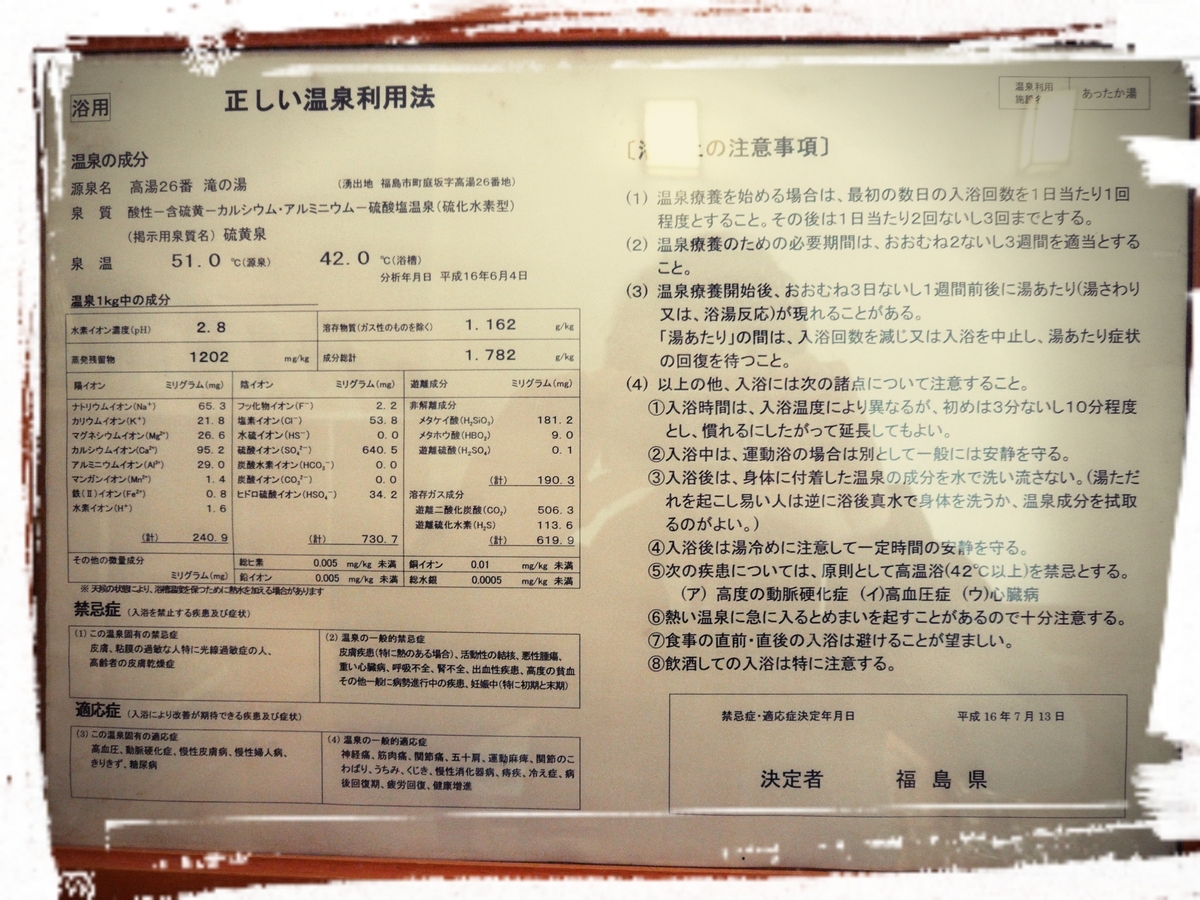 浴用
正しい温泉利用法
温泉利用
施設名
あったか湯
温泉の成分
源泉名 高湯26番 滝の湯 (湧出地 福島市町庭坂字高湯26番地)
泉 質 酸性－含硫黄－カルシウム・アルミニウム－硫酸塩温泉(硫化水素型)
(掲示用泉質名) 硫黄泉
泉 温 51. 0 ℃(源泉) 42. 0 ℃(浴槽)
分析年月日 平成16年6月4日
温泉1kg中の成分
水素イオン濃度(pH) 2. 8 溶存物質(ガス性のものを除く) 1. 162 g/kg
蒸発残留物 1202 mg/kg 成分総計 1. 782 g/kg
陽イオン ミリグラム(mg) 陰イオン ミリグラム(mg) 遊離成分 ミリグラム(mg)
ナトリウムイオン(Na⁺) 65. 3 フッ化物イオン(F⁻) 2. 2 非解離成分
カリウムイオン(K⁺) 21. 8 塩素イオン(Cl⁻) 53. 8 メタケイ酸(H₂SiO₃) 181. 2
マグネシウムイオン(Mg²⁺) 26. 6 水硫イオン(HS⁻) 0. 0 メタホウ酸(HBO₂) 9. 0
カルシウムイオン(Ca²⁺) 95. 2 硫酸イオン(SO₄²⁻) 640. 5 遊離硫酸(H₂SO₄) 0. 1
アルミニウムイオン(Al³⁺) 29. 0 炭酸水素イオン(HCO₃⁻) 0. 0
マンガンイオン(Mn²⁺) 1. 4 炭酸イオン(CO₃²⁻) 0. 0 (計) 190. 3
鉄(Ⅱ)イオン(Fe²⁺) 0. 8 ヒドロ硫酸イオン(HSO₄⁻) 34. 2 溶存ガス成分
水素イオン(H⁺) 1. 6 遊離二酸化炭素(CO₂) 506. 3
遊離硫化水素(H₂S) 113. 6
(計) 240. 9 (計) 730. 7 (計) 619. 9
その他の微量成分 ミリグラム(mg) 総ヒ素 0.005 mg/kg 未満 銅イオン 0.01 mg/kg 未満
鉛イオン 0.005 mg/kg 未満 総水銀 0.0005 mg/kg 未満
※ 天候の状態により、浴槽温度を保つために熱水を加える場合があります
禁忌症 (入浴を禁止する疾患及び症状)
(1) この温泉固有の禁忌症
皮膚、粘膜の過敏な人特に光線過敏症の人、
高齢者の皮膚乾燥症
(2) 温泉の一般的禁忌症
皮膚疾患(特に熱のある場合)、活動性の結核、悪性腫瘍、
重い心臓病、呼吸不全、腎不全、出血性疾患、高度の貧血
その他一般に病勢進行中の疾患、妊娠中(特に初期と末期)
適応症 (入浴により改善が期待できる疾患及び症状)
(3) この温泉固有の適応症
高血圧、動脈硬化症、慢性皮膚病、慢性婦人病、
きりきず、糖尿病
(4) 温泉の一般的適応症
神経痛、筋肉痛、関節痛、五十肩、運動麻痺、関節のこ
わばり、うちみ、くじき、慢性消化器病、痔疾、冷え症、病
後回復期、疲労回復、健康増進
の注意事項〕
(1) 温泉療養を始める場合は、最初の数日の入浴回数を1日当たり1回
程度とすること。その後は1日当たり2回ないし3回までとする。
(2) 温泉療養のための必要期間は、おおむね2ないし3週間を適当とする
こと。
(3) 温泉療養開始後、おおむね3日ないし1週間前後に湯あたり(湯さわり
又は、浴湯反応)が現れることがある。
「湯あたり」の間は、入浴回数を減じ又は入浴を中止し、湯あたり症状
の回復を待つこと。
(4) 以上の他、入浴には次の諸点について注意すること。
①入浴時間は、入浴温度により異なるが、初めは3分ないし10分程度
とし、慣れるにしたがって延長してもよい。
②入浴中は、運動浴の場合は別として一般には安静を守る。
③入浴後は、身体に付着した温泉の成分を水で洗い流さない。(湯ただ
れを起こし易い人は逆に浴後真水で身体を洗うか、温泉成分を拭取
るのがよい。)
④入浴後は湯冷めに注意して一定時間の安静を守る。
⑤次の疾患については、原則として高温浴(42℃以上)を禁忌とする。
(ア) 高度の動脈硬化症 (イ)高血圧症 (ウ)心臓病
⑥熱い温泉に急に入るとめまいを起すことがあるので十分注意する。
⑦食事の直前・直後の入浴は避けることが望ましい。
⑧飲酒しての入浴は特に注意する。
禁忌症・適応症決定年月日 平成 16 年 7 月 13 日
決定者 福 島 県